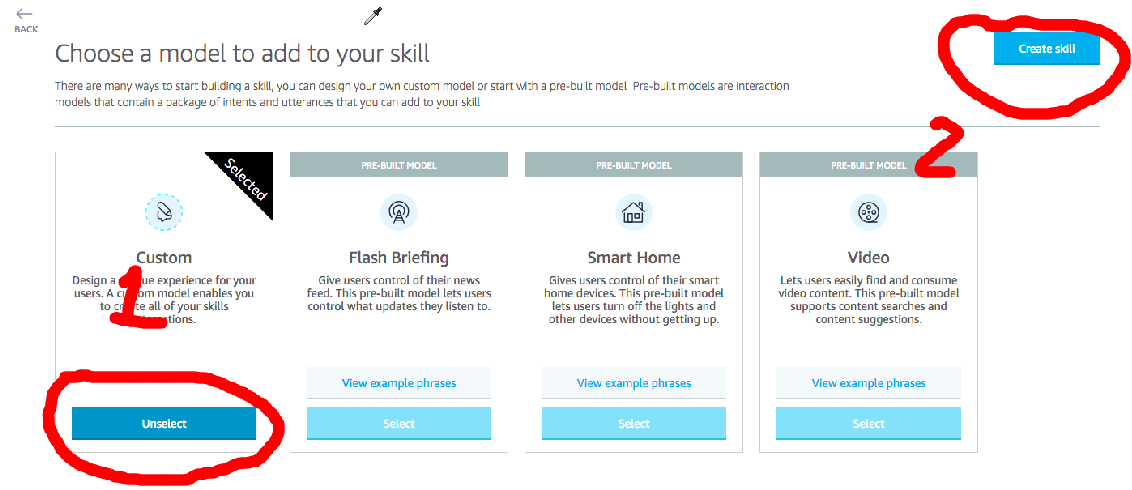 BACK
Choose a model to add to your skill
Create skill
There are many ways to start building a skill, you can design your own custom model or start with a pre-built model. Pre-built models are interaction
models that contain a package of intents and utterances that you can add to your skill
2
Selected
Custom
Design a ue experience for your
users. A c om model enables you
to c te all of your skills
ctions.
1
Unselect
PRE-BUILT MODEL
Flash Briefing
Give users control of their news
feed. This pre-built model lets users
control what updates they listen to.
View example phrases
Select
PRE-BUILT MODEL
Smart Home
Gives users control of their smart
home devices. This pre-built model
lets users turn off the lights and
other devices without getting up.
View example phrases
Select
PRE-BUILT MODEL
Video
Lets users easily find and consume
video content. This pre-built model
supports content searches and
content suggestions.
View example phrases
Select